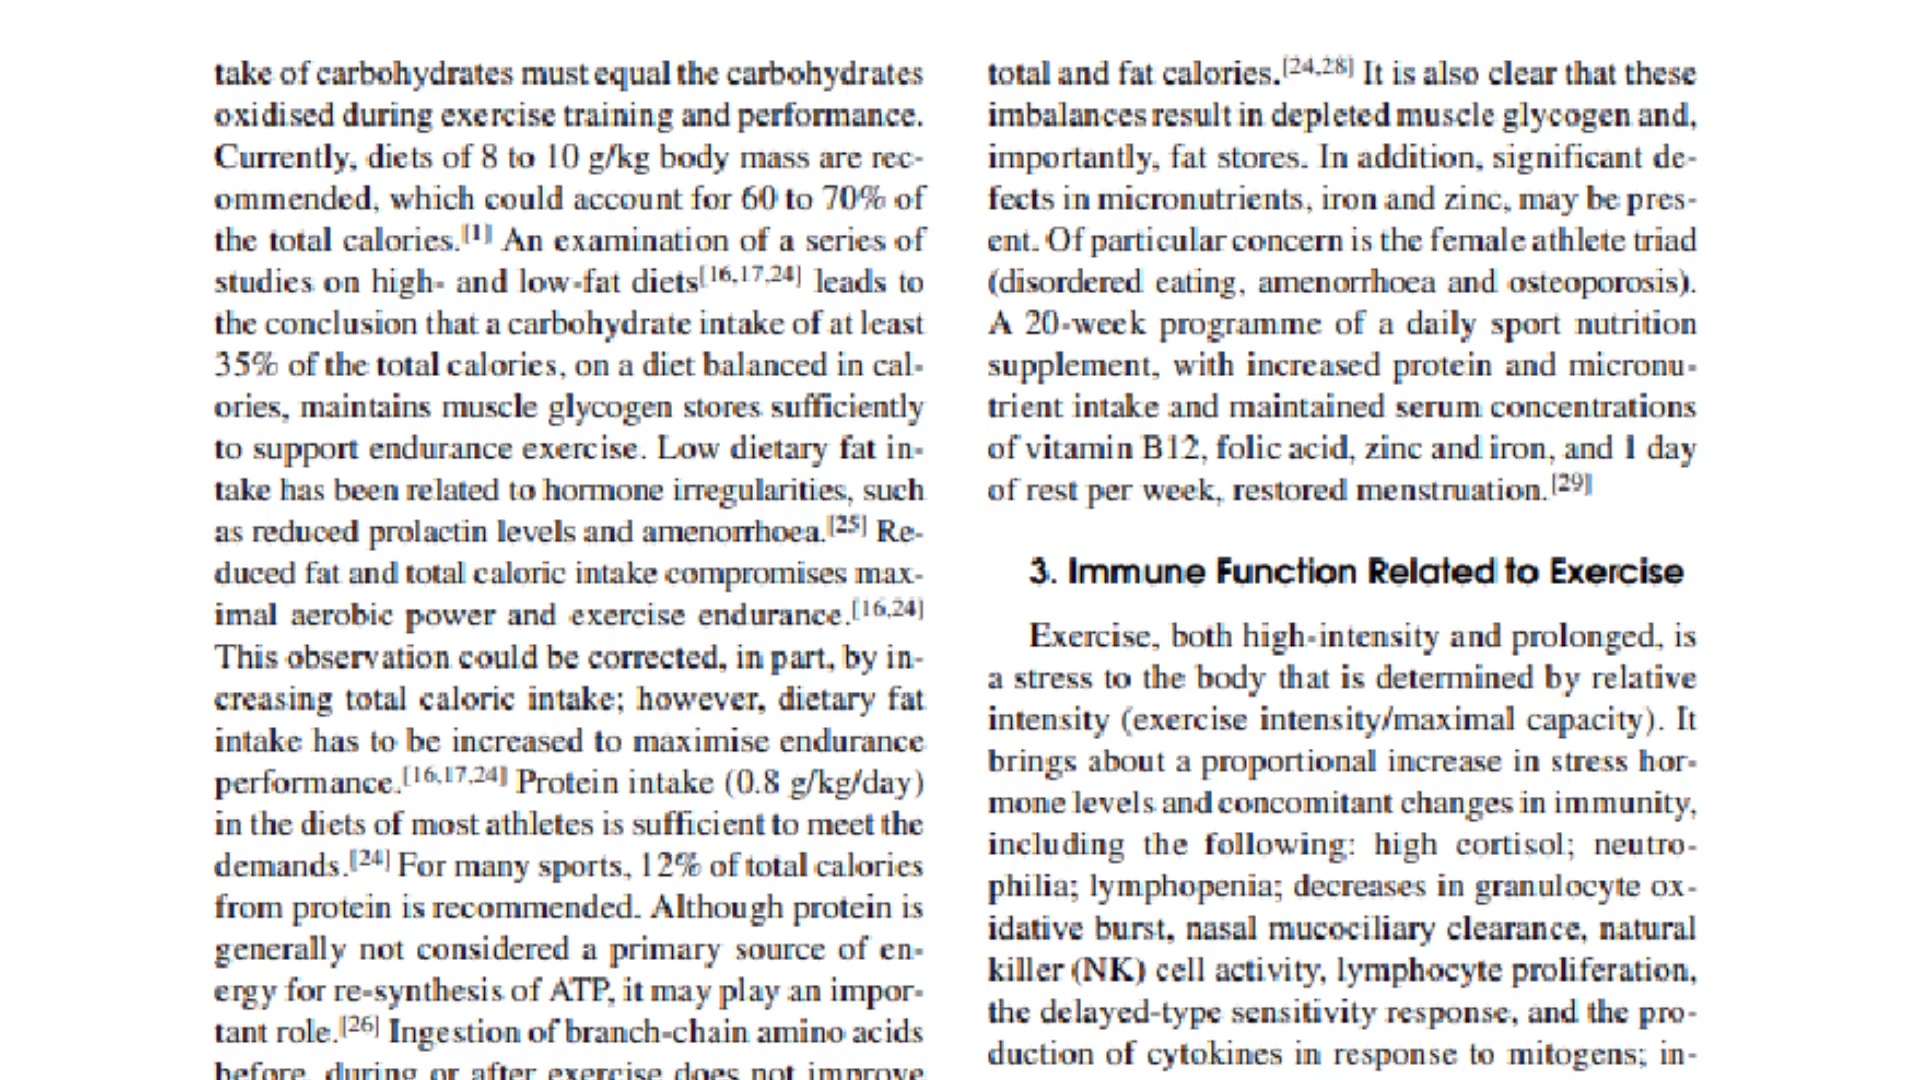 take of carbohydrates must equal the carbohydrates
oxidised during exercise training and performance.
Currently, diets of 8 to 10 g/kg body mass are rec-
ommended, which could account for 60 to 70% of
the total calories.[1] An examination of a series of
studies on high- and low-fat diets[16,17,24] leads to
the conclusion that a carbohydrate intake of at least
35% of the total calories, on a diet balanced in cal-
ories, maintains muscle glycogen stores sufficiently
to support endurance exercise. Low dietary fat in-
take has been related to hormone irregularities, such
as reduced prolactin levels and amenorrhoea.[25] Re-
duced fat and total caloric intake compromises max-
imal aerobic power and exercise endurance.[16,24]
This observation could be corrected, in part, by in-
creasing total caloric intake; however, dietary fat
intake has to be increased to maximise endurance
performance.[16,17,24] Protein intake (0.8 g/kg/day)
in the diets of most athletes is sufficient to meet the
demands.[24] For many sports, 12% of total calories
from protein is recommended. Although protein is
generally not considered a primary source of en-
ergy for re-synthesis of ATP, it may play an impor-
tant role.[26] Ingestion of branch-chain amino acids
before, during or after exercise does not improve
total and fat calories.[24,28] It is also clear that these
imbalances result in depleted muscle glycogen and,
importantly, fat stores. In addition, significant de-
fects in micronutrients, iron and zinc, may be pres-
ent. Of particular concern is the female athlete triad
(disordered eating, amenorrhoea and osteoporosis).
A 20-week programme of a daily sport nutrition
supplement, with increased protein and micronu-
trient intake and maintained serum concentrations
of vitamin B12, folic acid, zinc and iron, and 1 day
of rest per week, restored menstruation.[29]
3. Immune Function Related to Exercise
Exercise, both high-intensity and prolonged, is
a stress to the body that is determined by relative
intensity (exercise intensity/maximal capacity). It
brings about a proportional increase in stress hor-
mone levels and concomitant changes in immunity,
including the following: high cortisol; neutro-
philia; lymphopenia; decreases in granulocyte ox-
idative burst, nasal mucociliary clearance, natural
killer (NK) cell activity, lymphocyte proliferation,
the delayed-type sensitivity response, and the pro-
duction of cytokines in response to mitogens; in-